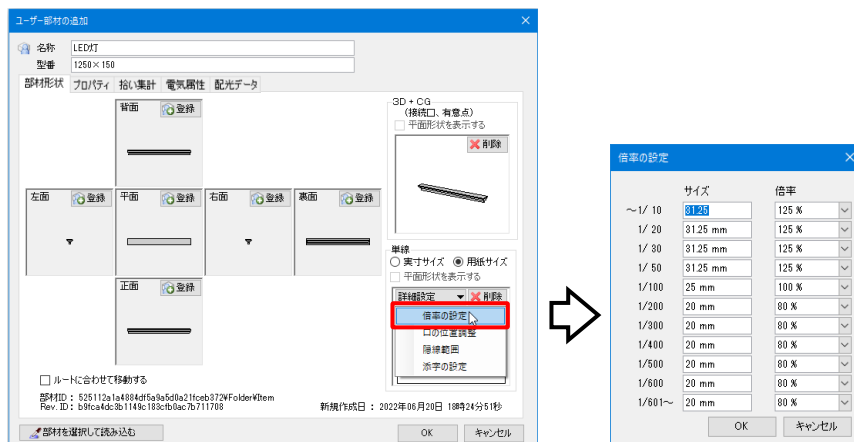 ユーザー部材の追加
名称 LED灯
型番 1250×150
部材形状 プロパティ 拾い集計 電気属性 配光データ
背面 登録
3D+CG
(接続口、有意点)
平面形状を表示する
削除
左面 登録 平面 登録 右面 登録 裏面 登録
単線
実寸サイズ 用紙サイズ
平面形状を表示する
正面 登録
詳細設定 削除
倍率の設定
口の位置調整
隠線範囲
添字の設定
ルートに合わせて移動する
部材ID: 525112a1a4884df5a9a5d0a21fceb372¥Folder¥Item
Rev. ID: b9fca4dc3b1149c183cfb0ac7b711708
新規作成日: 2022年06月20日 18時24分51秒
部材を選択して読み込む OK キャンセル
倍率の設定
サイズ 倍率
～1/ 10 31.25 125 %
1/ 20 31.25 mm 125 %
1/ 30 31.25 mm 125 %
1/ 50 31.25 mm 125 %
1/100 25 mm 100 %
1/200 20 mm 80 %
1/300 20 mm 80 %
1/400 20 mm 80 %
1/500 20 mm 80 %
1/600 20 mm 80 %
1/601～ 20 mm 80 %
OK キャンセル